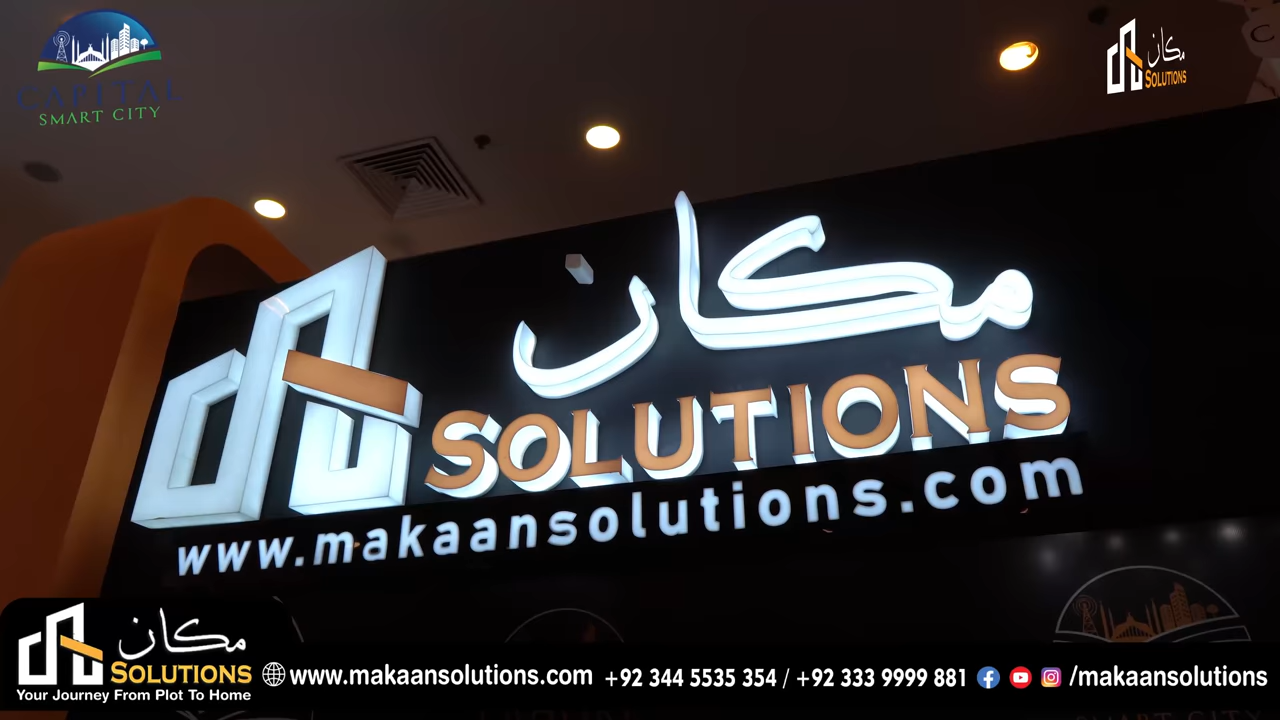 CAPITAL
SMART CITY
مکان
SOLUTIONS
مکان
SOLUTIONS
www.makaansolutions.com
مکان
SOLUTIONS
Your Journey From Plot To Home
www.makaansolutions.com +92 344 5535 354 / +92 333 9999 881 /makaansolutions